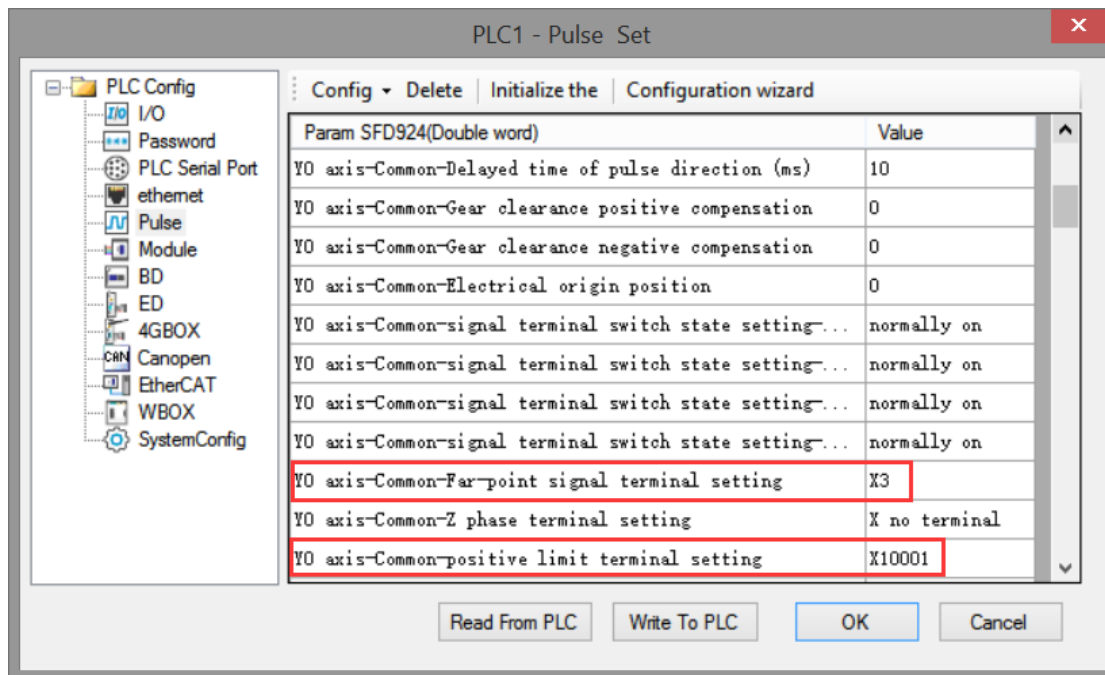 PLC1 - Pulse Set
PLC Config
I/O
Password
PLC Serial Port
ethernet
Pulse
Module
BD
ED
4GBOX
Canopen
EtherCAT
WBOX
SystemConfig
Config Delete Initialize the Configuration wizard
Param SFD924(Double word) Value
Y0 axis-Common-Delayed time of pulse direction (ms) 10
Y0 axis-Common-Gear clearance positive compensation 0
Y0 axis-Common-Gear clearance negative compensation 0
Y0 axis-Common-Electrical origin position 0
Y0 axis-Common-signal terminal switch state setting-... normally on
Y0 axis-Common-signal terminal switch state setting-... normally on
Y0 axis-Common-signal terminal switch state setting-... normally on
Y0 axis-Common-signal terminal switch state setting-... normally on
Y0 axis-Common-Far-point signal terminal setting X3
Y0 axis-Common-Z phase terminal setting X no terminal
Y0 axis-Common-positive limit terminal setting X10001
Read From PLC Write To PLC OK Cancel